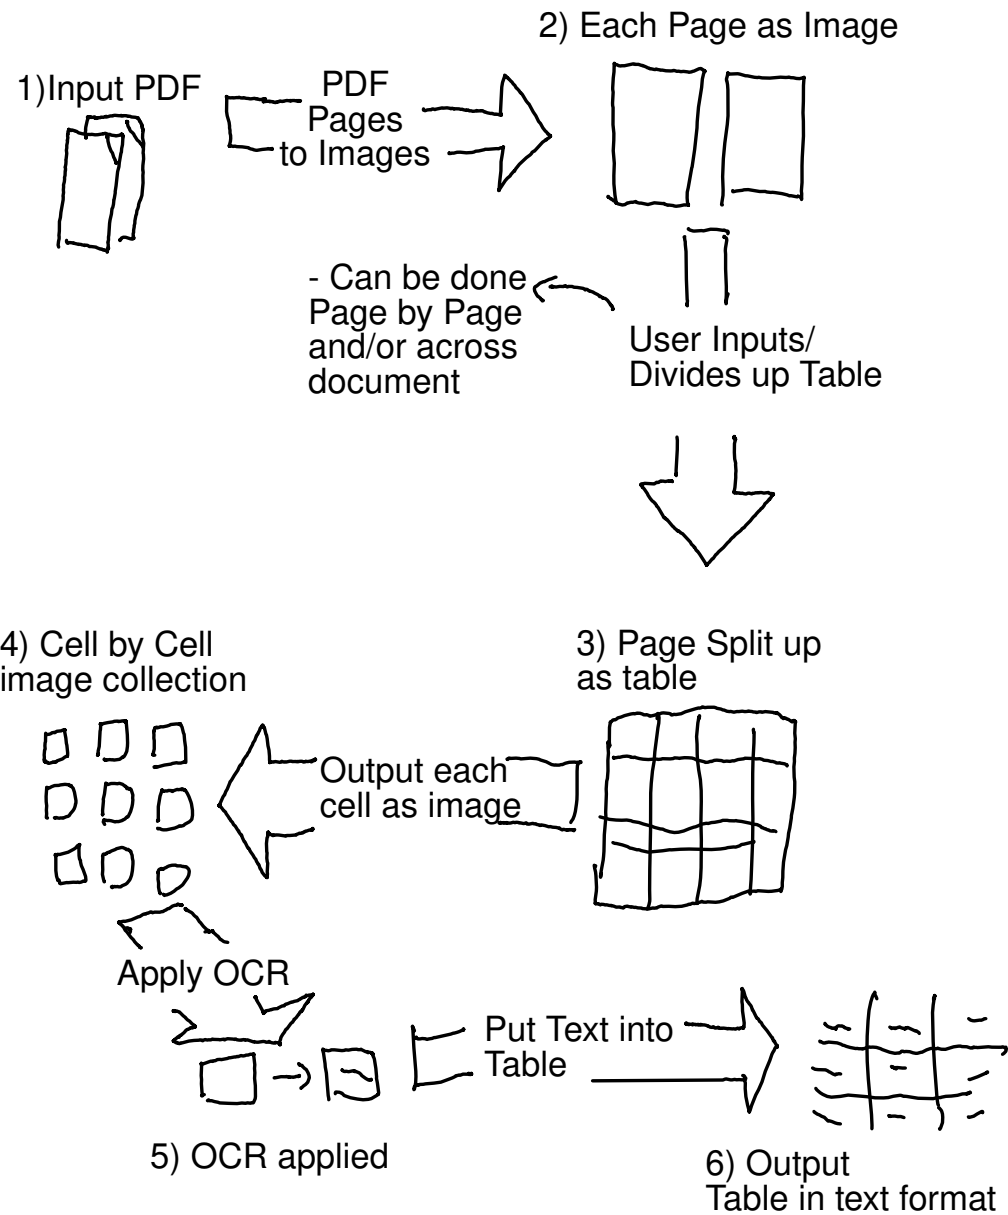 1)Input PDF
PDF
Pages
to Images
2) Each Page as Image
- Can be done
Page by Page
and/or across
document
User Inputs/
Divides up Table
3) Page Split up
as table
Output each
cell as image
4) Cell by Cell
image collection
Apply OCR
5) OCR applied
Put Text into
Table
6) Output
Table in text format